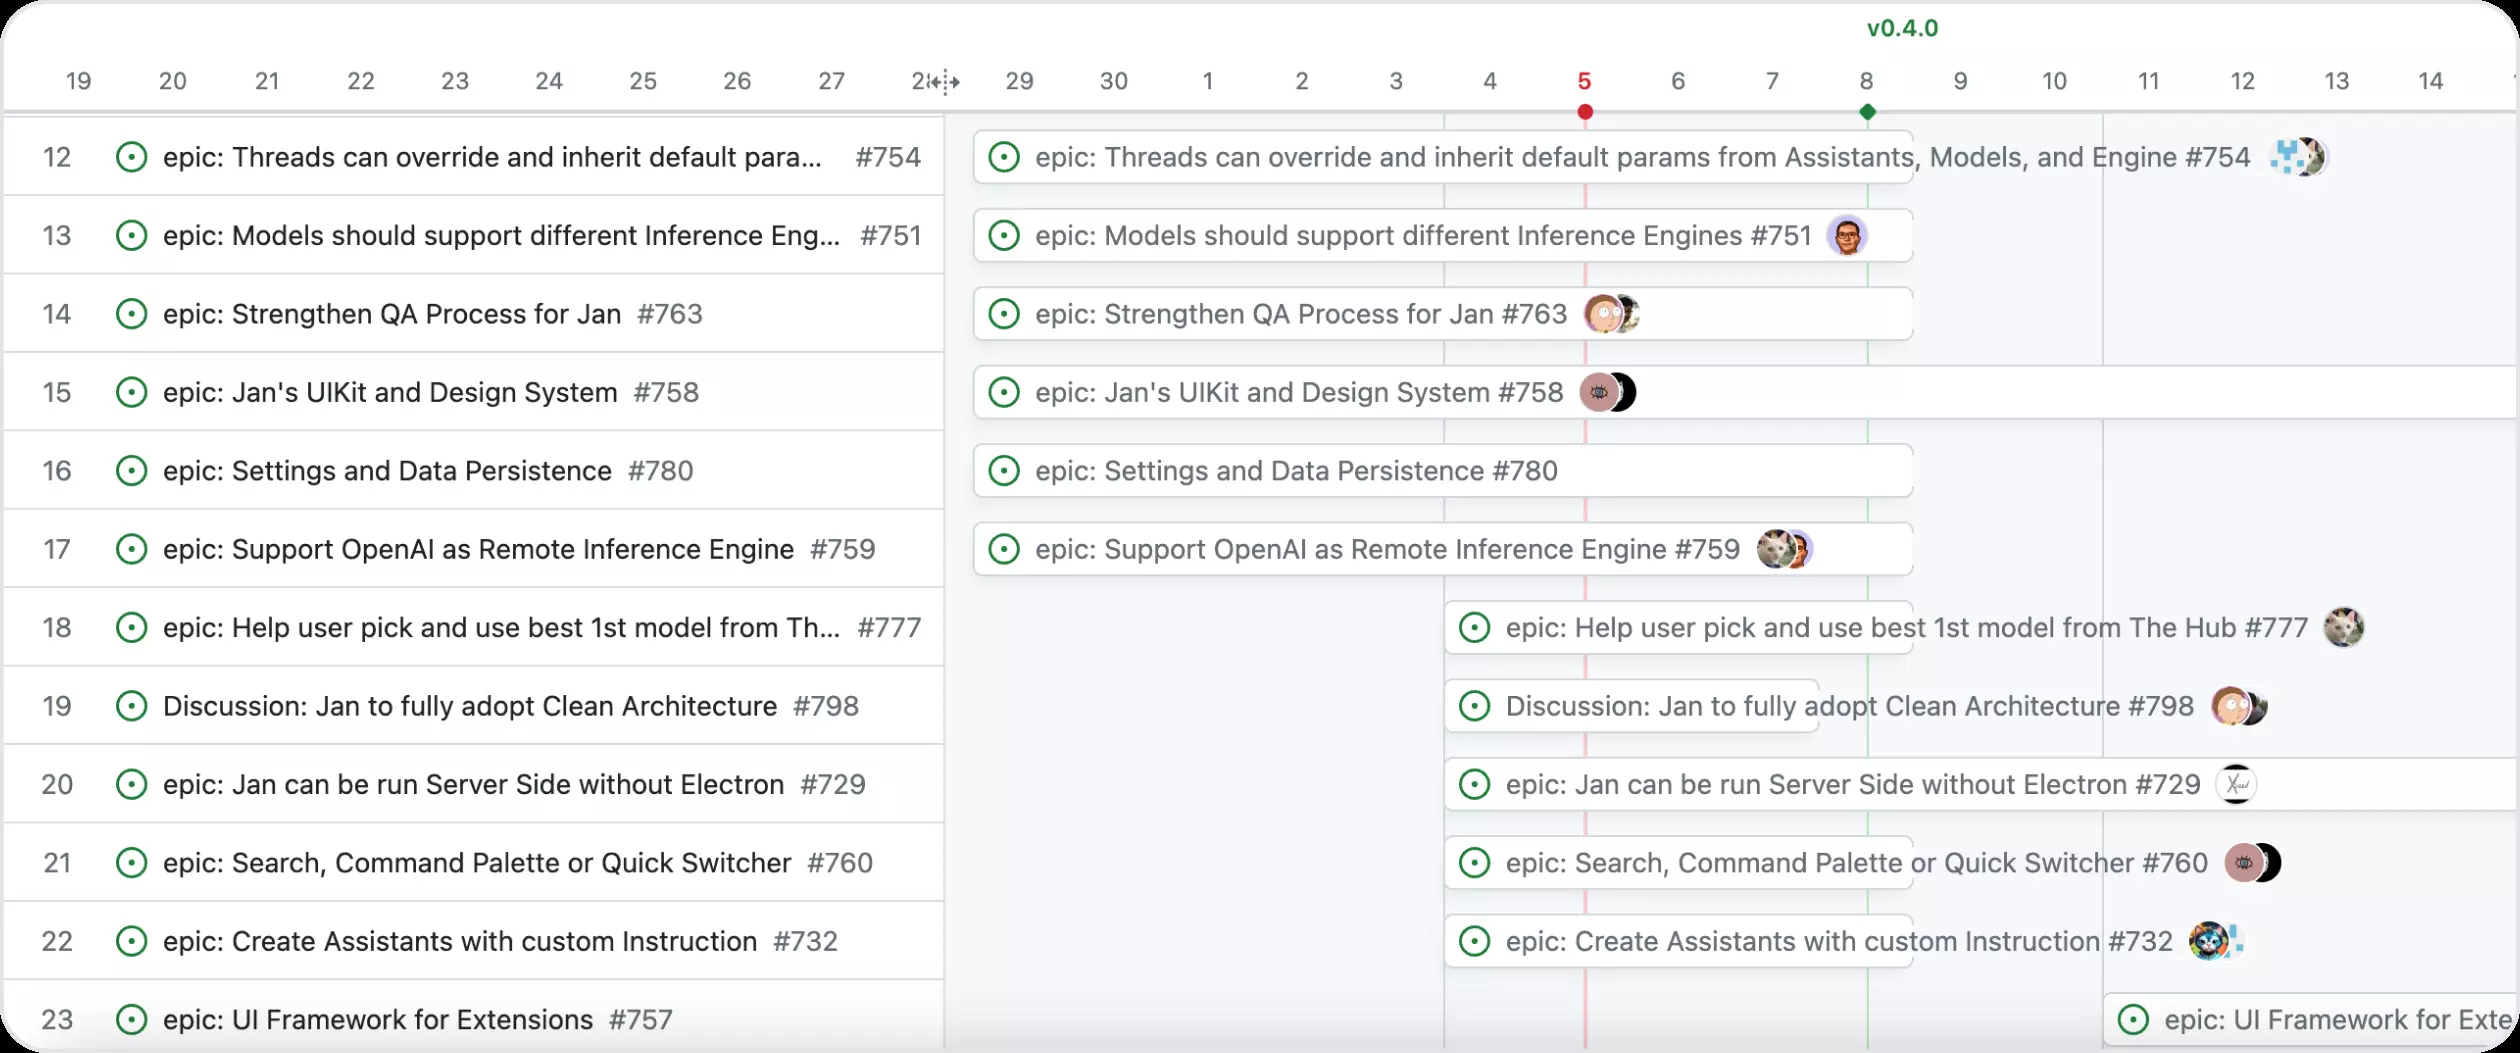 v0.4.0
19 20 21 22 23 24 25 26 27 29 30 1 2 3 4 5 6 7 8 9 10 11 12 13 14
12 epic: Threads can override and inherit default para... #754 epic: Threads can override and inherit default params from Assistants, Models, and Engine #754
13 epic: Models should support different Inference Eng... #751 epic: Models should support different Inference Engines #751
14 epic: Strengthen QA Process for Jan #763 epic: Strengthen QA Process for Jan #763
15 epic: Jan's UIKit and Design System #758 epic: Jan's UIKit and Design System #758
16 epic: Settings and Data Persistence #780 epic: Settings and Data Persistence #780
17 epic: Support OpenAI as Remote Inference Engine #759 epic: Support OpenAI as Remote Inference Engine #759
18 epic: Help user pick and use best 1st model from Th... #777 epic: Help user pick and use best 1st model from The Hub #777
19 Discussion: Jan to fully adopt Clean Architecture #798 Discussion: Jan to fully adopt Clean Architecture #798
20 epic: Jan can be run Server Side without Electron #729 epic: Jan can be run Server Side without Electron #729
21 epic: Search, Command Palette or Quick Switcher #760 epic: Search, Command Palette or Quick Switcher #760
22 epic: Create Assistants with custom Instruction #732 epic: Create Assistants with custom Instruction #732
23 epic: UI Framework for Extensions #757 epic: UI Framework for Exte